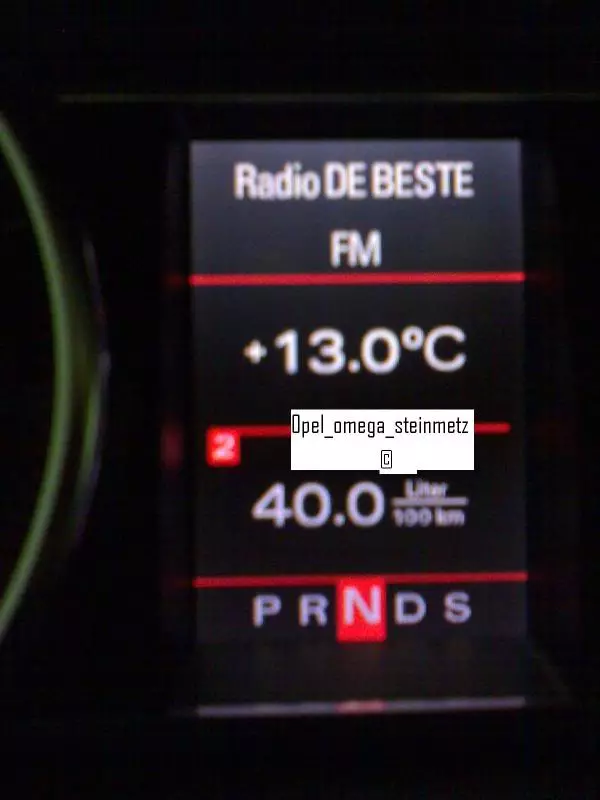 Radio DE BESTE
FM
+13.0°C
Opel_omega_steinmetz
©
2
40.0 Liter
100 km
P R N D S